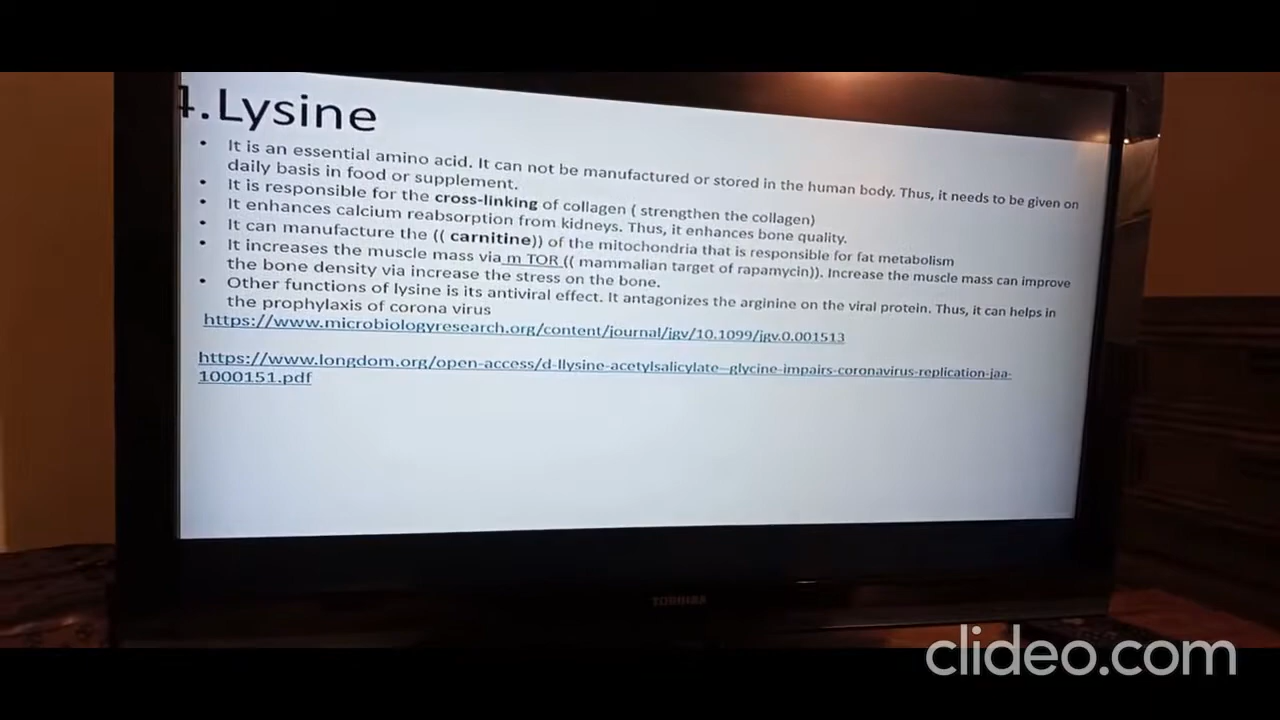 4.Lysine
• It is an essential amino acid. It can not be manufactured or stored in the human body. Thus, it needs to be given on
daily basis in food or supplement.
• It is responsible for the cross-linking of collagen ( strengthen the collagen)
• It enhances calcium reabsorption from kidneys. Thus, it enhances bone quality.
• It can manufacture the (( carnitine)) of the mitochondria that is responsible for fat metabolism
• It increases the muscle mass via m TOR (( mammalian target of rapamycin)). Increase the muscle mass can improve
the bone density via increase the stress on the bone.
• Other functions of lysine is its antiviral effect. It antagonizes the arginine on the viral protein. Thus, it can helps in
the prophylaxis of corona virus
https://www.microbiologyresearch.org/content/journal/jgv/10.1099/jgv.0.001513
https://www.longdom.org/open-access/d-llysine-acetylsalicylate--glycine-impairs-coronavirus-replication-jaa-
1000151.pdf
TOSHIBA
clideo.com